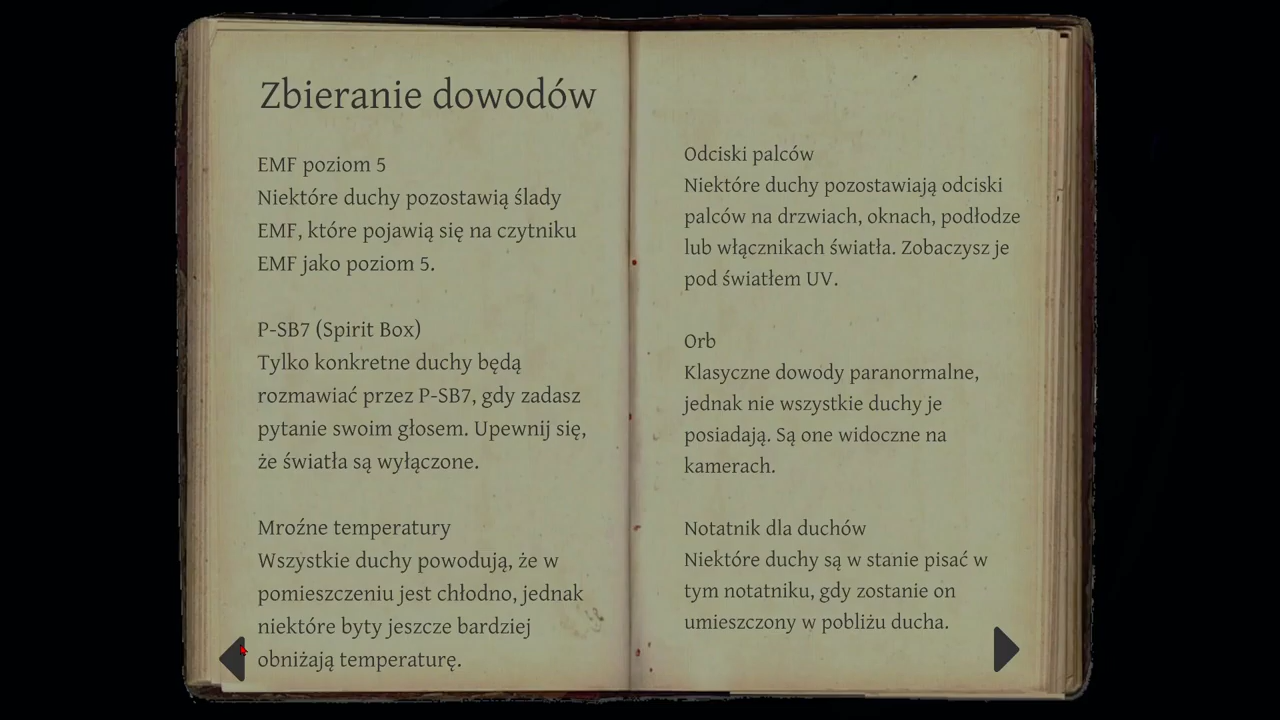 Zbieranie dowodów
EMF poziom 5
Niektóre duchy pozostawią ślady
EMF, które pojawią się na czytniku
EMF jako poziom 5.
P-SB7 (Spirit Box)
Tylko konkretne duchy będą
rozmawiać przez P-SB7, gdy zadasz
pytanie swoim głosem. Upewnij się,
że światła są wyłączone.
Mroźne temperatury
Wszystkie duchy powodują, że w
pomieszczeniu jest chłodno, jednak
niektóre byty jeszcze bardziej
obniżają temperaturę.
Odciski palców
Niektóre duchy pozostawiają odciski
palców na drzwiach, oknach, podłodze
lub włącznikach światła. Zobaczysz je
pod światłem UV.
Orb
Klasyczne dowody paranormalne,
jednak nie wszystkie duchy je
posiadają. Są one widoczne na
kamerach.
Notatnik dla duchów
Niektóre duchy są w stanie pisać w
tym notatniku, gdy zostanie on
umieszczony w pobliżu ducha.